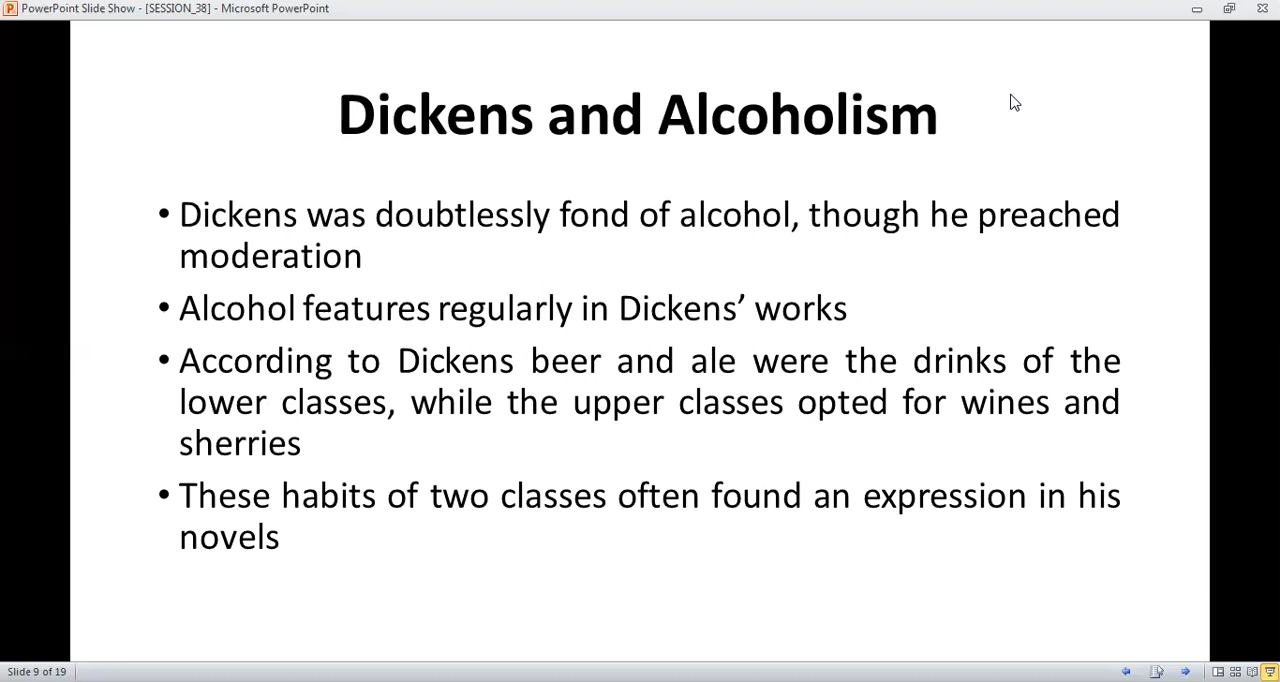 PowerPoint Slide Show - [SESSION_38] - Microsoft PowerPoint
Dickens and Alcoholism
• Dickens was doubtlessly fond of alcohol, though he preached
moderation
• Alcohol features regularly in Dickens’ works
• According to Dickens beer and ale were the drinks of the
lower classes, while the upper classes opted for wines and
sherries
• These habits of two classes often found an expression in his
novels
Slide 9 of 19